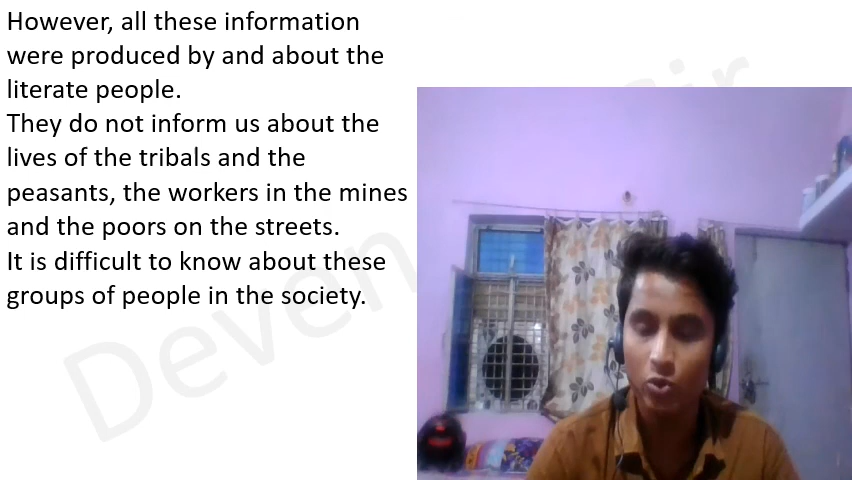 However, all these information
were produced by and about the
literate people.
They do not inform us about the
lives of the tribals and the
peasants, the workers in the mines
and the poors on the streets.
It is difficult to know about these
groups of people in the society.
Deven
Sir